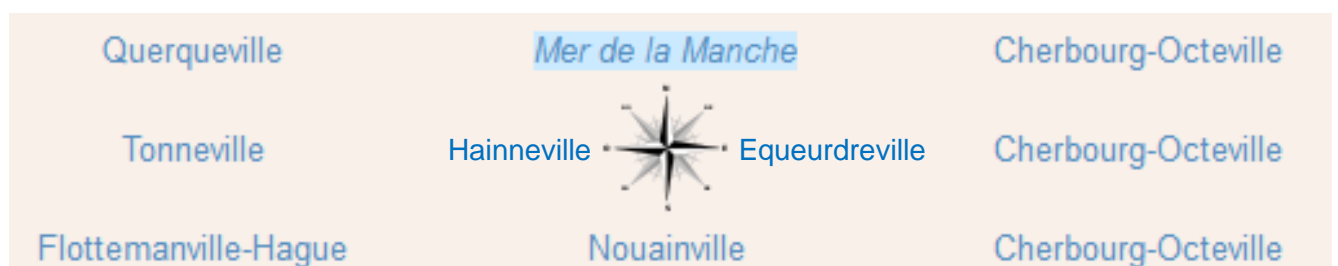 Querqueville Mer de la Manche Cherbourg-Octeville
Tonneville Hainneville Equeurdreville Cherbourg-Octeville
Flottemanville-Hague Nouainville Cherbourg-Octeville